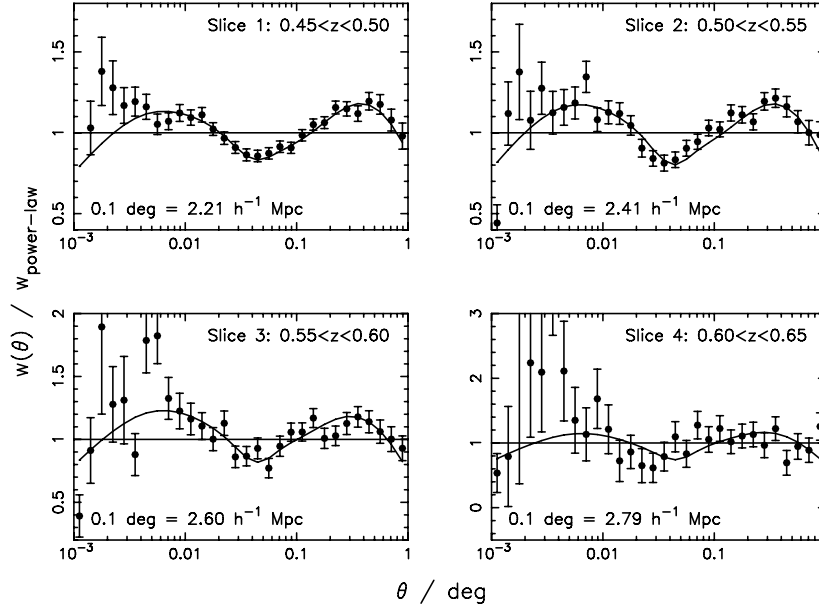 Slice 1: 0.45<z<0.50
1.5
1
0.5
0.1 deg = 2.21 h⁻¹ Mpc
10⁻³ 0.01 0.1 1
Slice 2: 0.50<z<0.55
1.5
1
0.5
0.1 deg = 2.41 h⁻¹ Mpc
10⁻³ 0.01 0.1
w(θ) / w_power−law
Slice 3: 0.55<z<0.60
2
1.5
1
0.5
0.1 deg = 2.60 h⁻¹ Mpc
10⁻³ 0.01 0.1 1
Slice 4: 0.60<z<0.65
3
2
1
0
0.1 deg = 2.79 h⁻¹ Mpc
10⁻³ 0.01 0.1
θ / deg